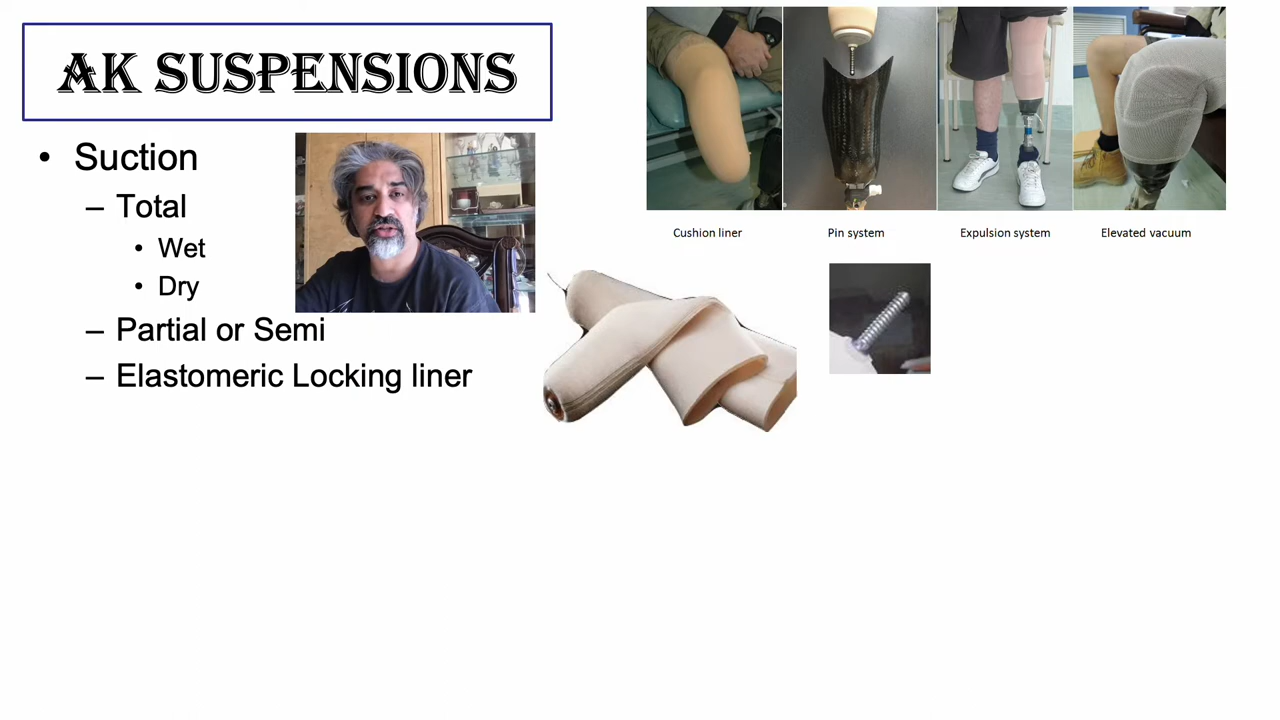 AK SUSPENSIONS
• Suction
– Total
• Wet
• Dry
– Partial or Semi
– Elastomeric Locking liner
Cushion liner
Pin system
Expulsion system
Elevated vacuum